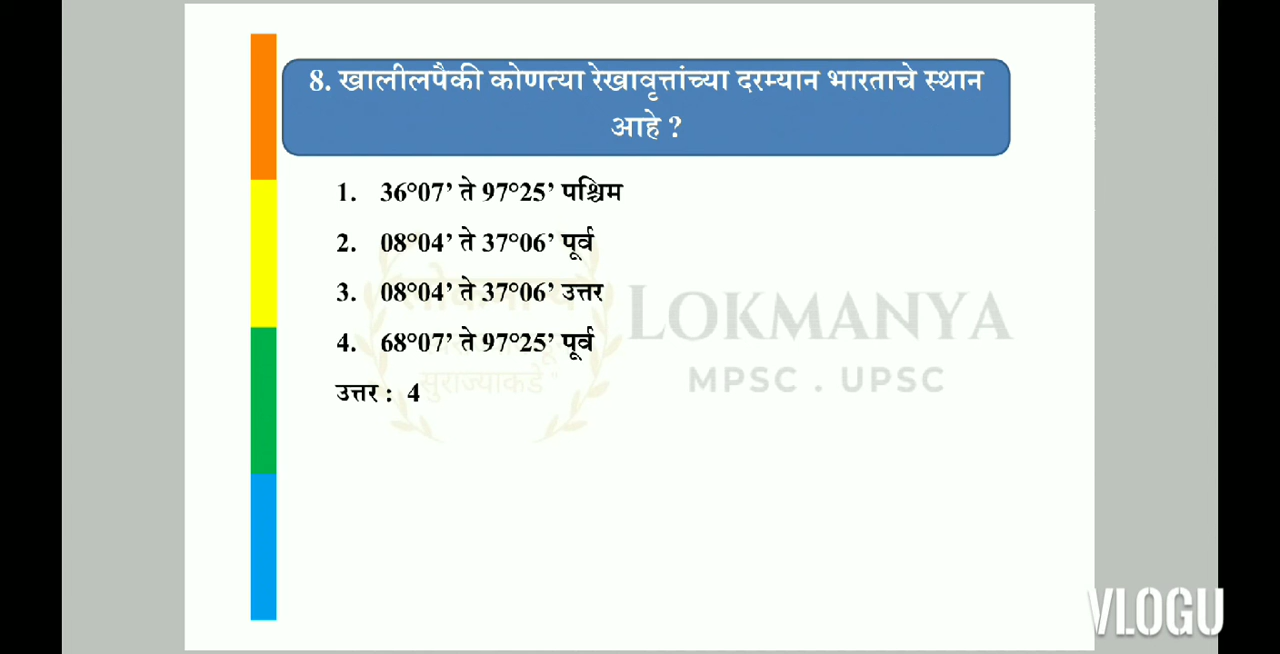 8. खालीलपैकी कोणत्या रेखावृत्तांच्या दरम्यान भारताचे स्थान
आहे ?
1. 36°07’ ते 97°25’ पश्चिम
2. 08°04’ ते 37°06’ पूर्व
3. 08°04’ ते 37°06’ उत्तर
4. 68°07’ ते 97°25’ पूर्व
उत्तर : 4
LOKMANYA
MPSC . UPSC
सुराज्याकडे "
VLOGU